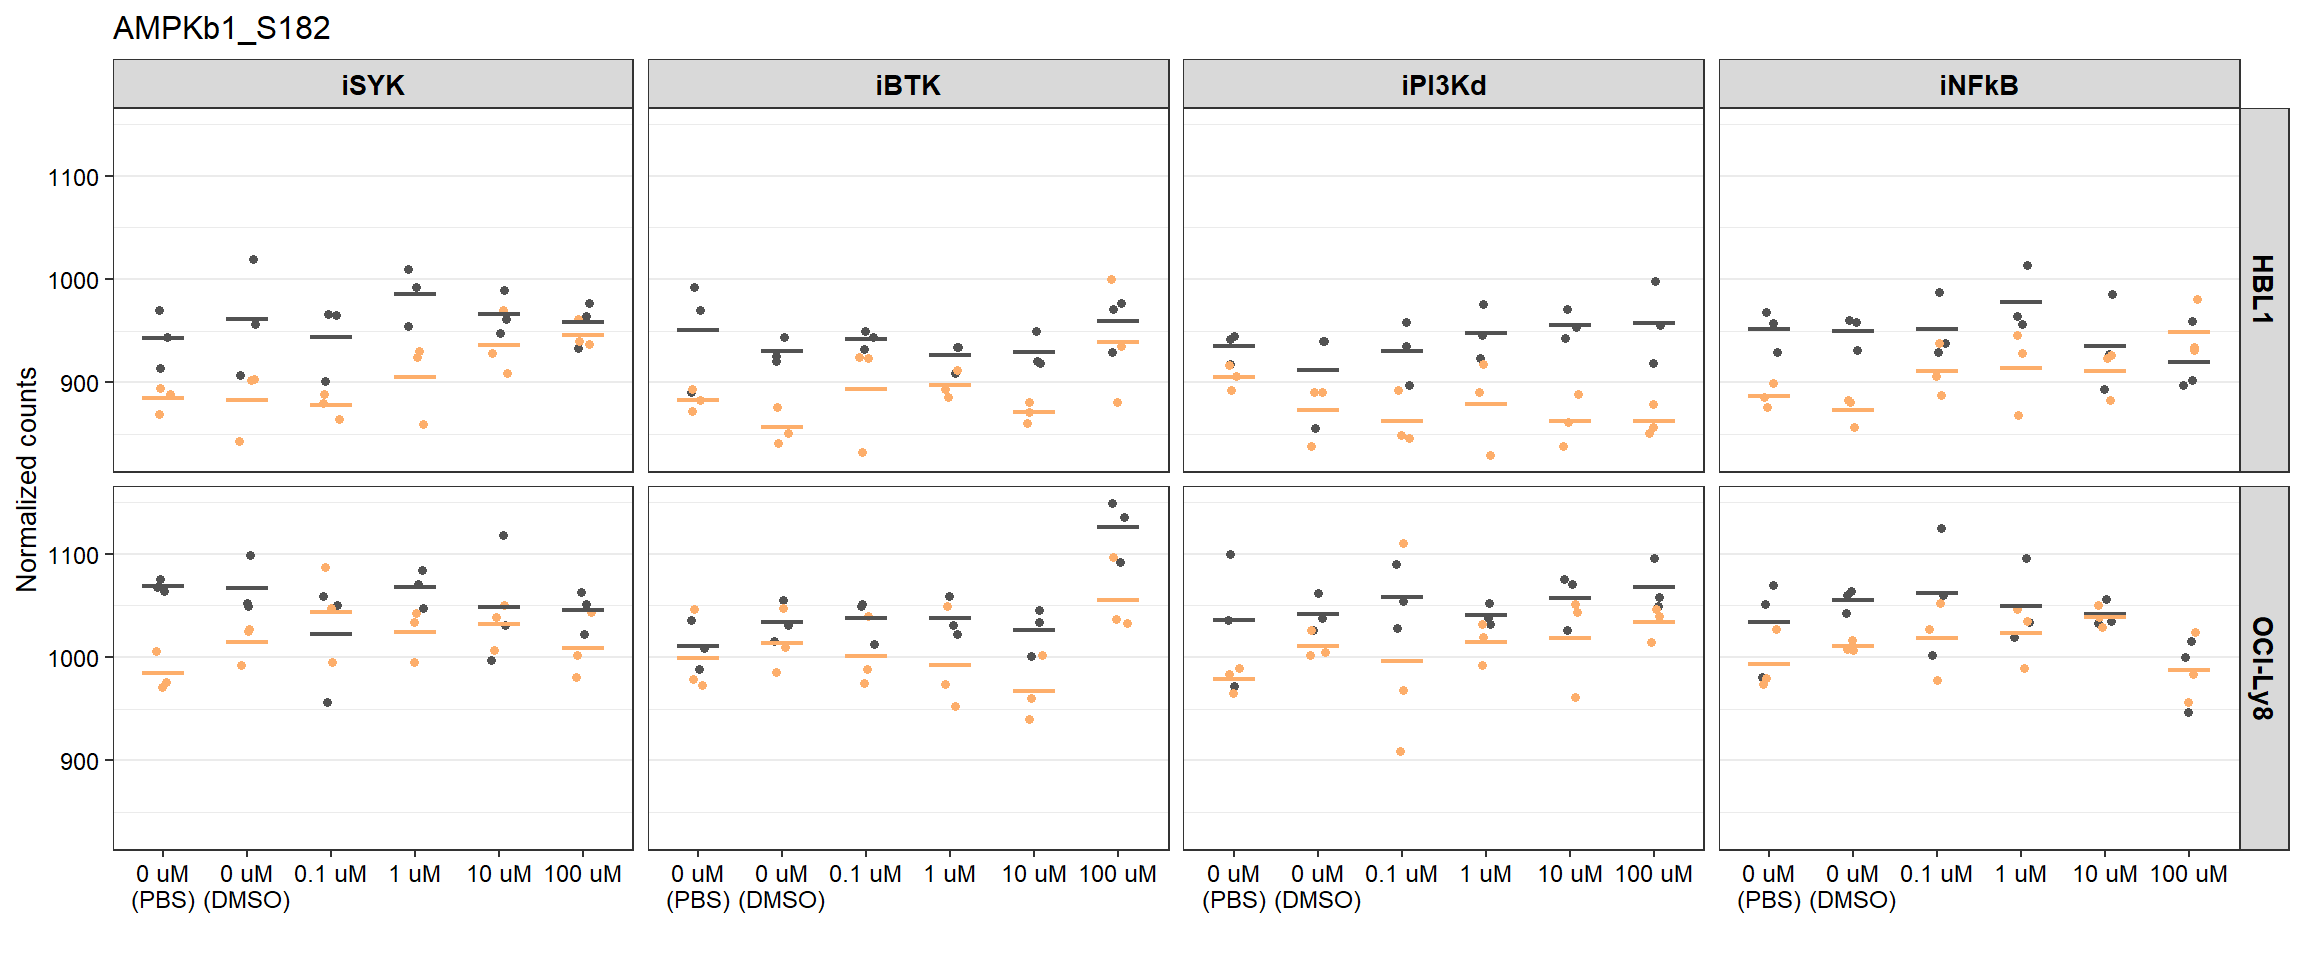 AMPKb1_S182
iSYK iBTK iPI3Kd iNFkB
Normalized counts
1100
1000
900
HBL1
1100
1000
900
OCI-Ly8
0 uM 0 uM 0.1 uM 1 uM 10 uM 100 uM 0 uM 0 uM 0.1 uM 1 uM 10 uM 100 uM 0 uM 0 uM 0.1 uM 1 uM 10 uM 100 uM 0 uM 0 uM 0.1 uM 1 uM 10 uM 100 uM
(PBS) (DMSO) (PBS) (DMSO) (PBS) (DMSO) (PBS) (DMSO)